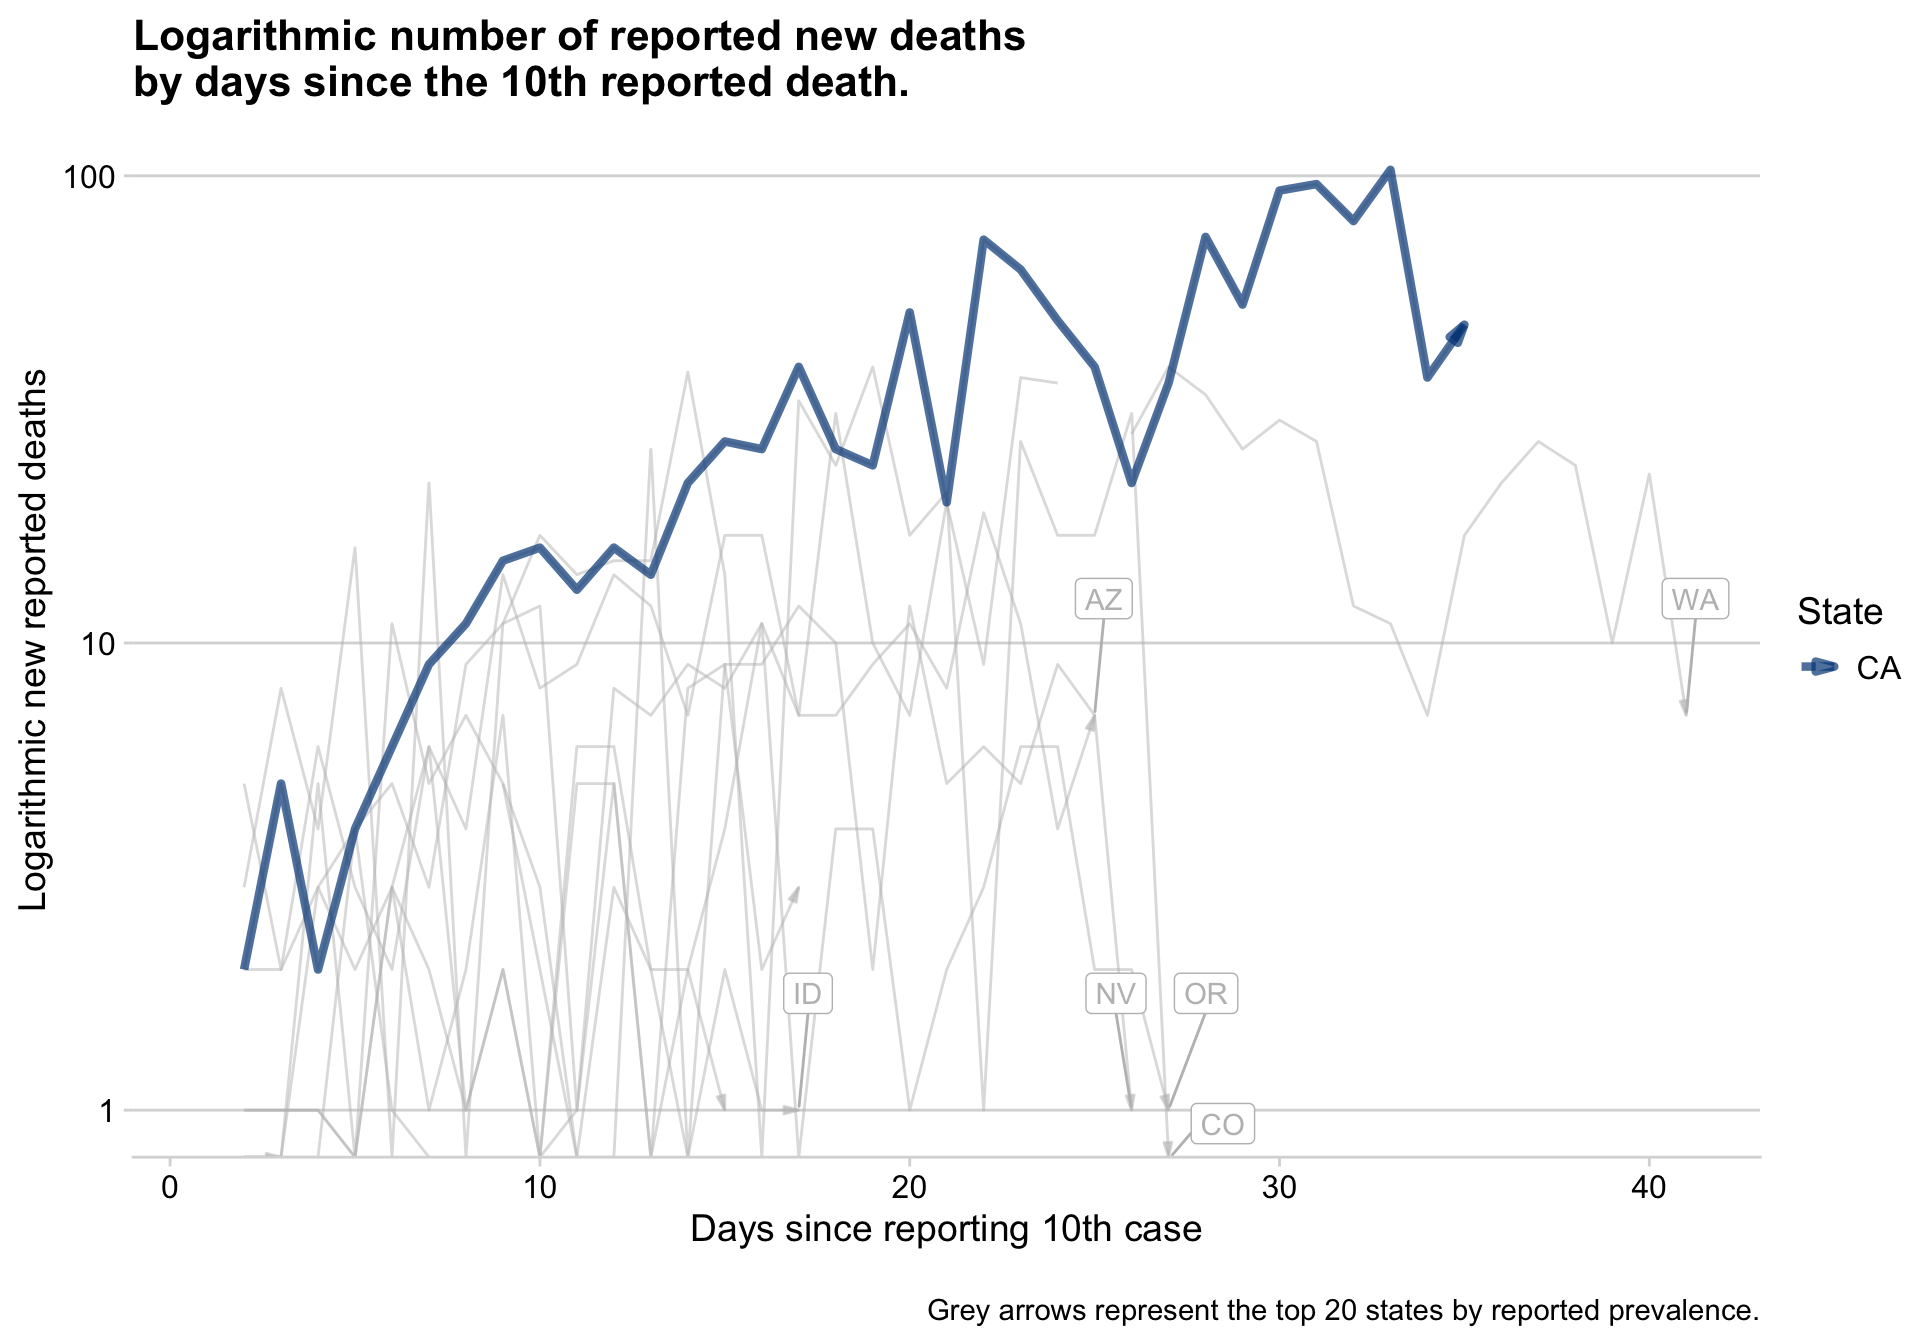 Logarithmic number of reported new deaths
by days since the 10th reported death.
100
10
1
Logarithmic new reported deaths
AZ
WA
ID
NV
OR
CO
State
CA
0
10
20
30
40
Days since reporting 10th case
Grey arrows represent the top 20 states by reported prevalence.